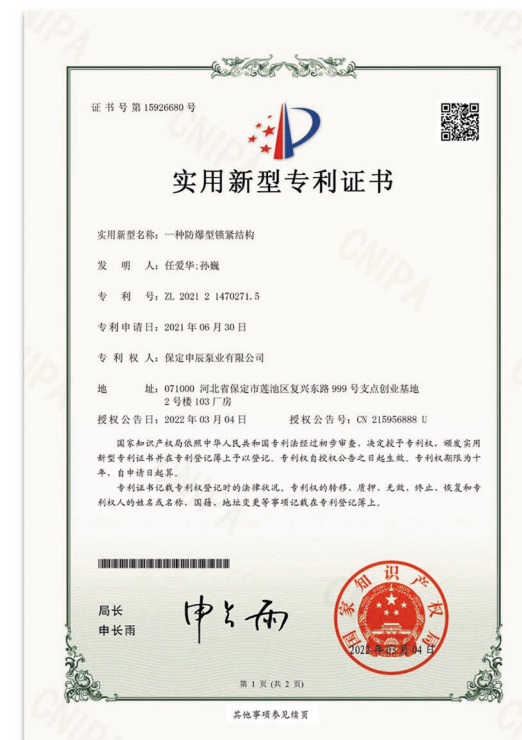 证书号第15926680号
实用新型专利证书
实用新型名称：一种防爆型锁紧结构
发 明 人：任爱华;孙巍
专 利 号：ZL 2021 2 1470271.5
专利申请日：2021年06月30日
专 利 权 人：保定申辰泵业有限公司
地 址：071000 河北省保定市莲池区复兴东路999号支点创业基地
2号楼103厂房
授权公告日：2022年03月04日 授权公告号：CN 215956888 U
国家知识产权局依照中华人民共和国专利法经过初步审查，决定授予专利权，颁发实用
新型专利证书并在专利登记簿上予以登记。专利权自授权公告之日起生效。专利权期限为十
年，自申请日起算。
专利证书记载专利权登记时的法律状况。专利权的转移、质押、无效、终止、恢复和专
利权人的姓名或名称、国籍、地址变更等事项记载在专利登记簿上。
局长
申长雨
申长雨
国家知识产权局
2022年03月04日
第 1 页 (共 2 页)
其他事项参见续页
CNIPA